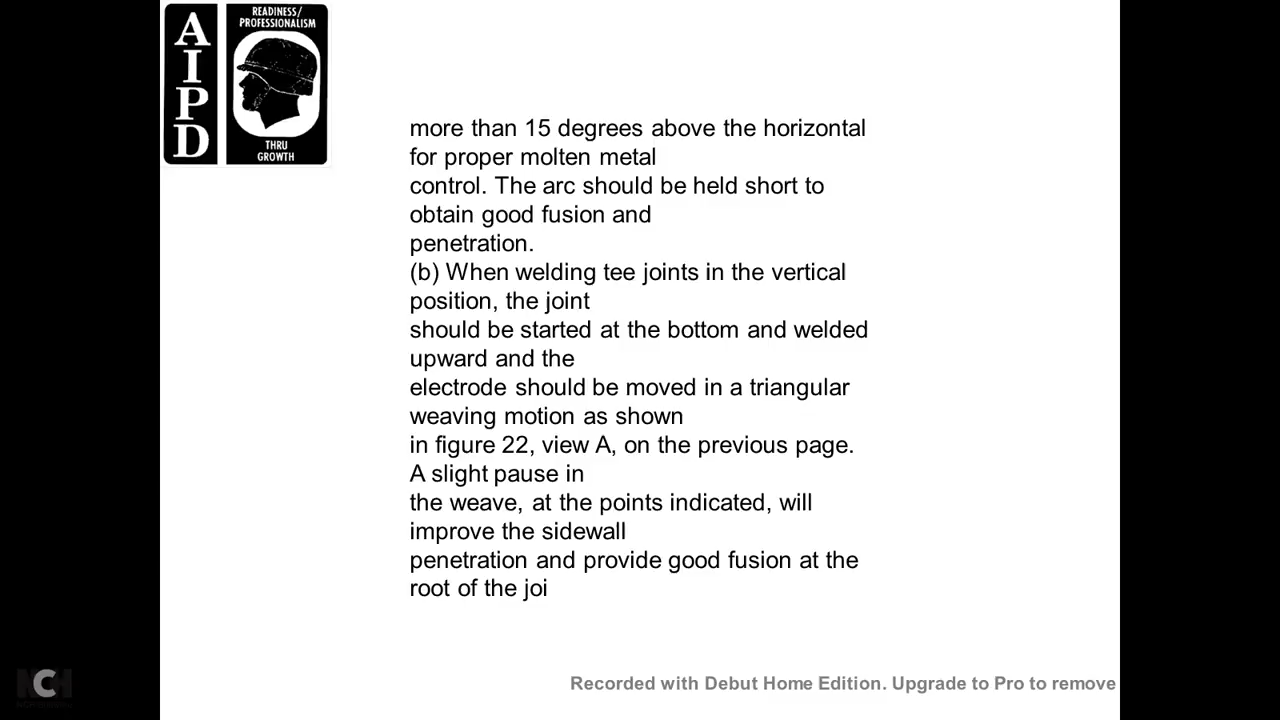 READINESS/
PROFESSIONALISM
AIPD
THRU
GROWTH
more than 15 degrees above the horizontal
for proper molten metal
control. The arc should be held short to
obtain good fusion and
penetration.
(b) When welding tee joints in the vertical
position, the joint
should be started at the bottom and welded
upward and the
electrode should be moved in a triangular
weaving motion as shown
in figure 22, view A, on the previous page.
A slight pause in
the weave, at the points indicated, will
improve the sidewall
penetration and provide good fusion at the
root of the joi
NCH
Recorded with Debut Home Edition. Upgrade to Pro to remove